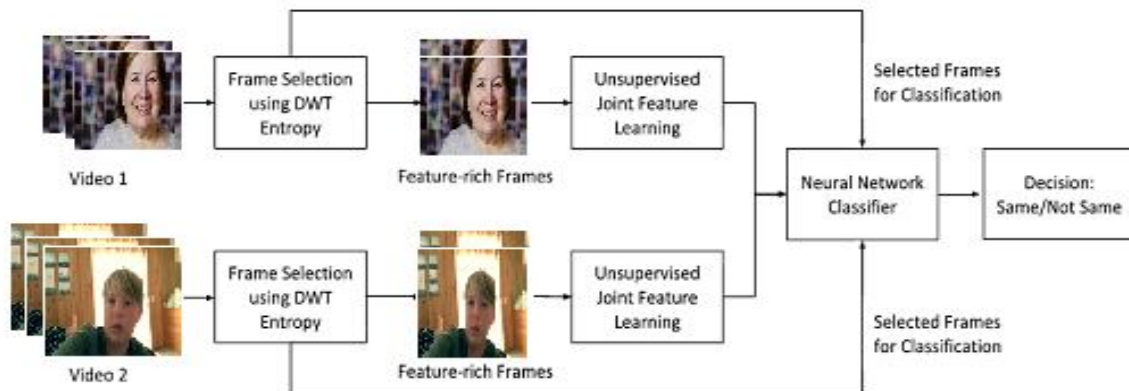 Frame Selection
using DWT
Entropy
Unsupervised
Joint Feature
Learning
Selected Frames
for Classification
Video 1
Feature-rich Frames
Neural Network
Classifier
Decision:
Same/Not Same
Frame Selection
using DWT
Entropy
Unsupervised
Joint Feature
Learning
Selected Frames
for Classification
Video 2
Feature-rich Frames